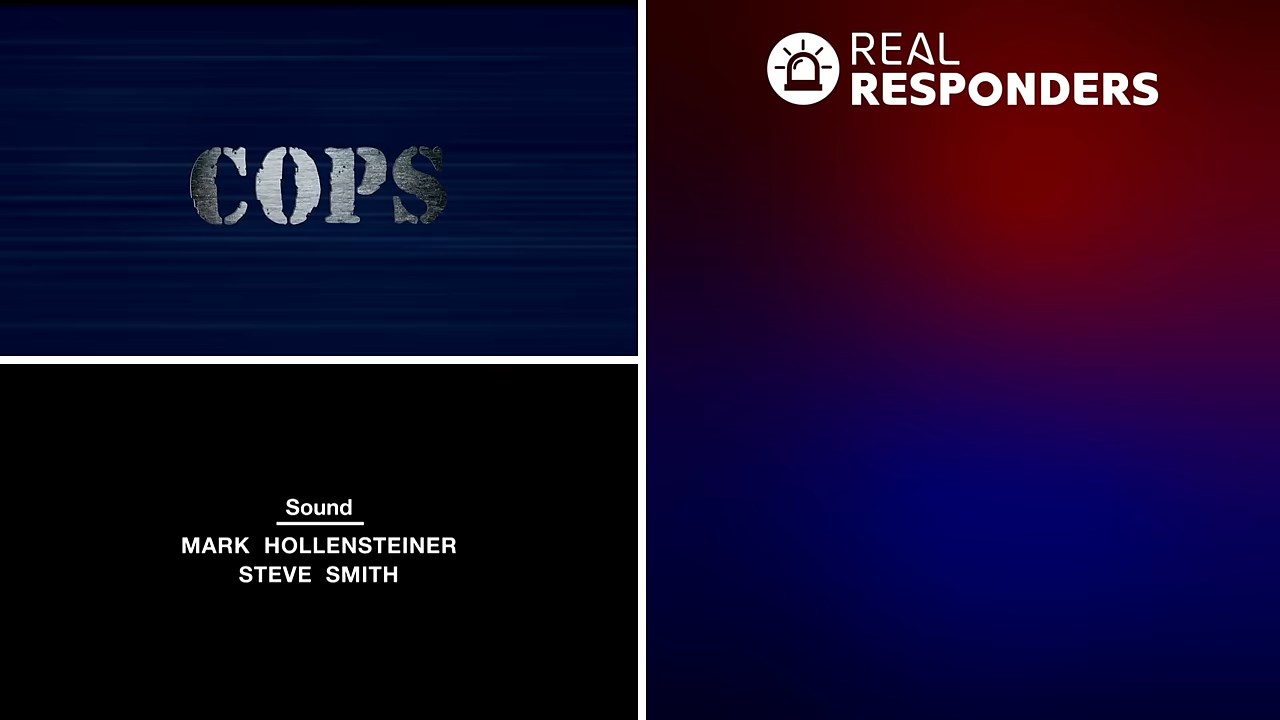 COPS
Sound
MARK HOLLENSTEINER
STEVE SMITH
REAL
RESPONDERS